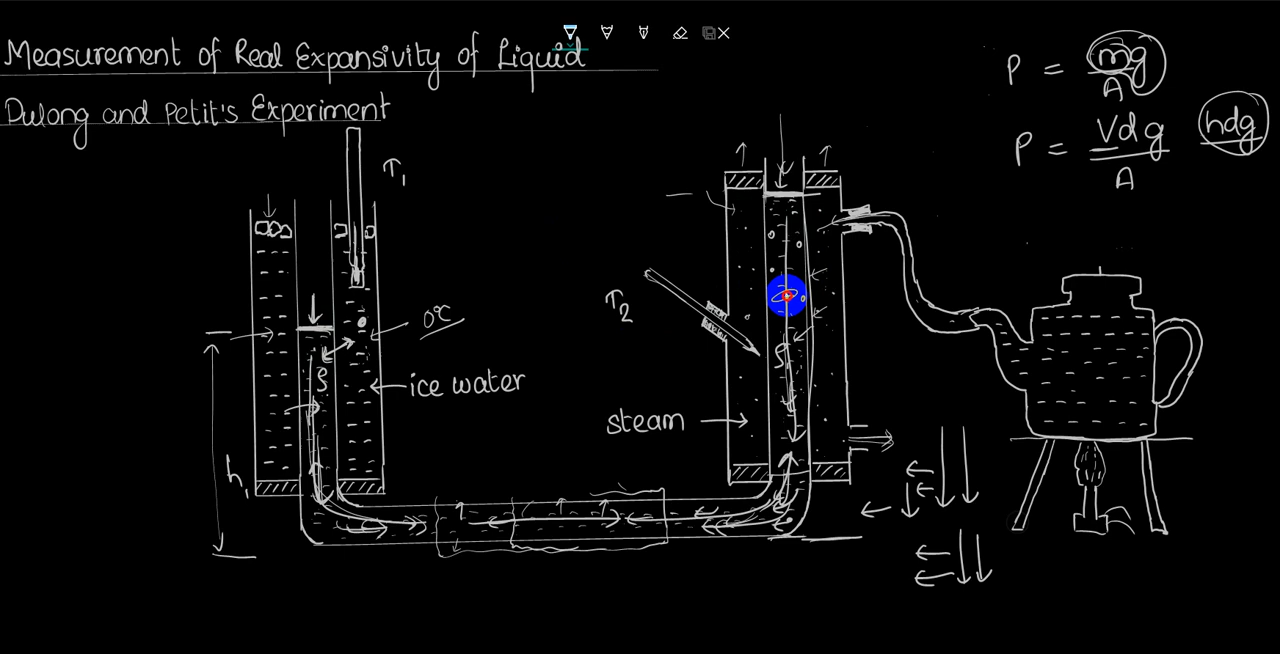 Measurement of Real Expansivity of Liquid
Dulong and Petit's Experiment
P = mg/A
P = Vdg/A
hdg
T₁
T₂
0°C
ρ
ρ
ice water
steam
h₁